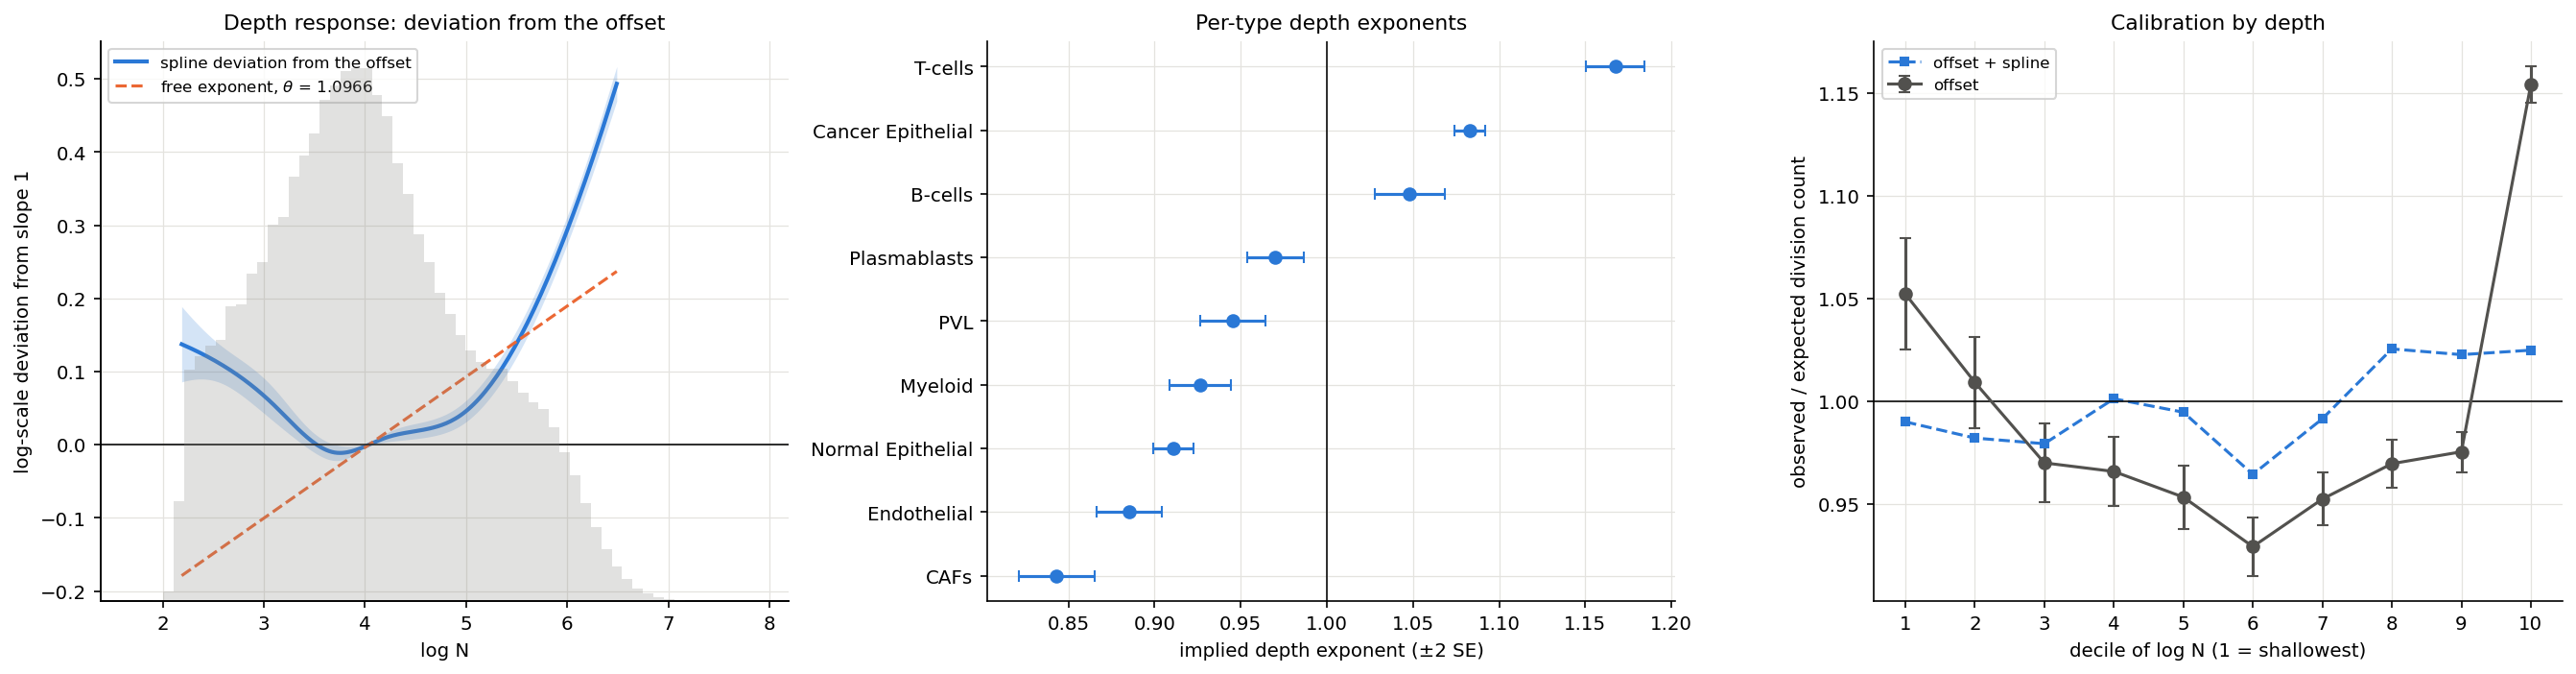 Depth response: deviation from the offset
spline deviation from the offset
free exponent, θ = 1.0966
0.5
0.4
0.3
0.2
0.1
0.0
−0.1
−0.2
log-scale deviation from slope 1
2 3 4 5 6 7 8
log N
Per-type depth exponents
T-cells
Cancer Epithelial
B-cells
Plasmablasts
PVL
Myeloid
Normal Epithelial
Endothelial
CAFs
0.85 0.90 0.95 1.00 1.05 1.10 1.15 1.20
implied depth exponent (±2 SE)
Calibration by depth
offset + spline
offset
1.15
1.10
1.05
1.00
0.95
observed / expected division count
1 2 3 4 5 6 7 8 9 10
decile of log N (1 = shallowest)